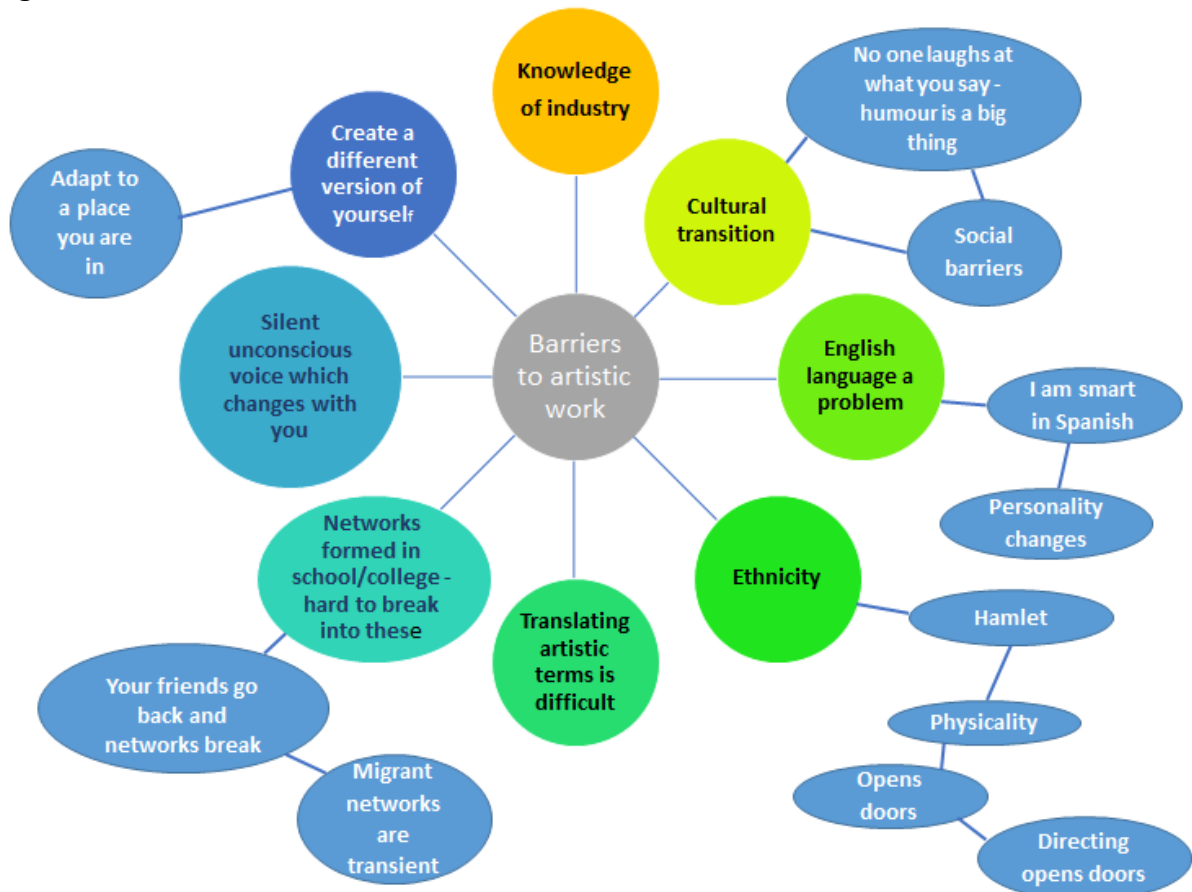 Knowledge
of industry
No one laughs at
what you say -
humour is a big
thing
Create a
different
version of
yourself
Adapt to
a place
you are
in
Cultural
transition
Social
barriers
Silent
unconscious
voice which
changes with
you
Barriers
to artistic
work
English
language a
problem
I am smart
in Spanish
Personality
changes
Networks
formed in
school/college -
hard to break
into these
Ethnicity
Translating
artistic
terms is
difficult
Hamlet
Your friends go
back and
networks break
Physicality
Migrant
networks
are
transient
Opens
doors
Directing
opens doors